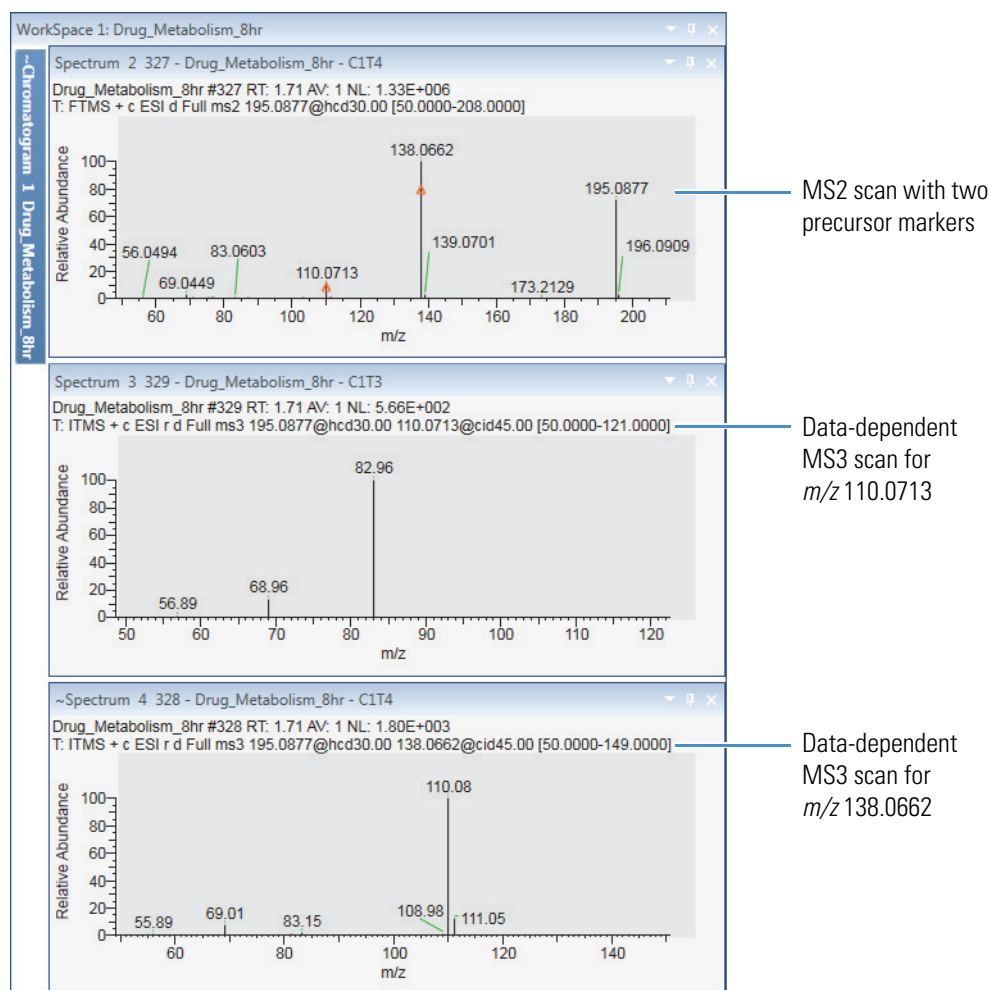 WorkSpace 1: Drug_Metabolism_8hr
~Chromatogram 1 Drug_Metabolism_8hr
Spectrum 2 327 - Drug_Metabolism_8hr - C1T4
Drug_Metabolism_8hr #327 RT: 1.71 AV: 1 NL: 1.33E+006
T: FTMS + c ESI d Full ms2 195.0877@hcd30.00 [50.0000-208.0000]
Relative Abundance
100
80
60
40
20
0
138.0662
195.0877
139.0701
196.0909
56.0494
83.0603
110.0713
69.0449
173.2129
60 80 100 120 140 160 180 200
m/z
MS2 scan with two
precursor markers
Spectrum 3 329 - Drug_Metabolism_8hr - C1T3
Drug_Metabolism_8hr #329 RT: 1.71 AV: 1 NL: 5.66E+002
T: ITMS + c ESI r d Full ms3 195.0877@hcd30.00 110.0713@cid45.00 [50.0000-121.0000]
Relative Abundance
100
80
60
40
20
0
82.96
68.96
56.89
50 60 70 80 90 100 110 120
m/z
Data-dependent
MS3 scan for
m/z 110.0713
~Spectrum 4 328 - Drug_Metabolism_8hr - C1T4
Drug_Metabolism_8hr #328 RT: 1.71 AV: 1 NL: 1.80E+003
T: ITMS + c ESI r d Full ms3 195.0877@hcd30.00 138.0662@cid45.00 [50.0000-149.0000]
Relative Abundance
100
80
60
40
20
0
110.08
108.98
111.05
69.01
83.15
55.89
60 80 100 120 140
m/z
Data-dependent
MS3 scan for
m/z 138.0662